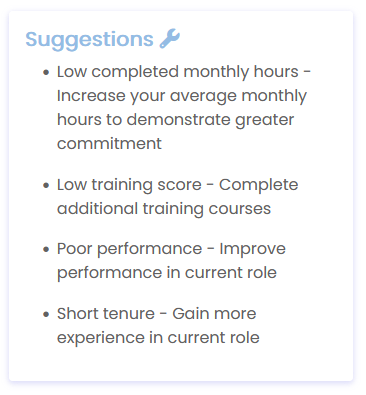 Suggestions
• Low completed monthly hours -
Increase your average monthly
hours to demonstrate greater
commitment
• Low training score - Complete
additional training courses
• Poor performance - Improve
performance in current role
• Short tenure - Gain more
experience in current role